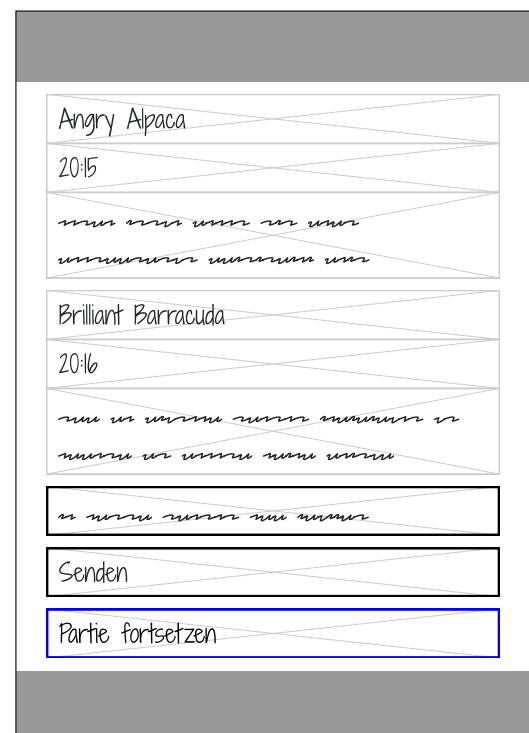 Angry Alpaca
20:15
Brilliant Barracuda
20:16
Senden
Partie fortsetzen